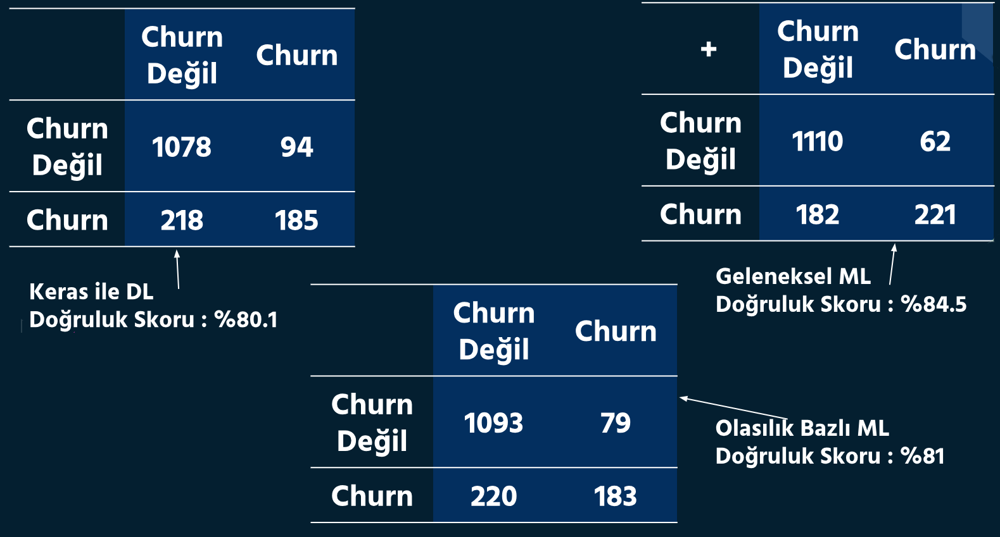 Churn
Değil
Churn
Churn
Değil
1078 94
Churn 218 185
Keras ile DL
Doğruluk Skoru : %80.1
+
Churn
Değil
Churn
Churn
Değil
1110 62
Churn 182 221
Geleneksel ML
Doğruluk Skoru : %84.5
Churn
Değil
Churn
Churn
Değil
1093 79
Churn 220 183
Olasılık Bazlı ML
Doğruluk Skoru : %81